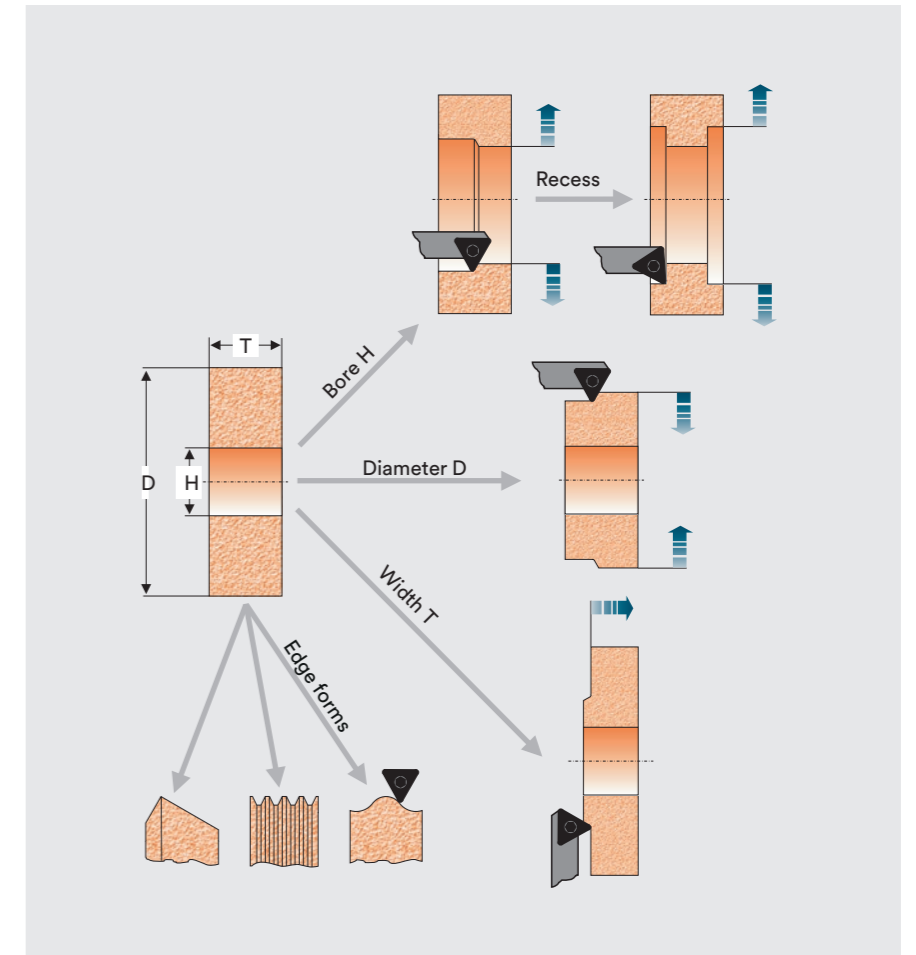 Recess
Bore H
T
D
H
Diameter D
Width T
Edge forms